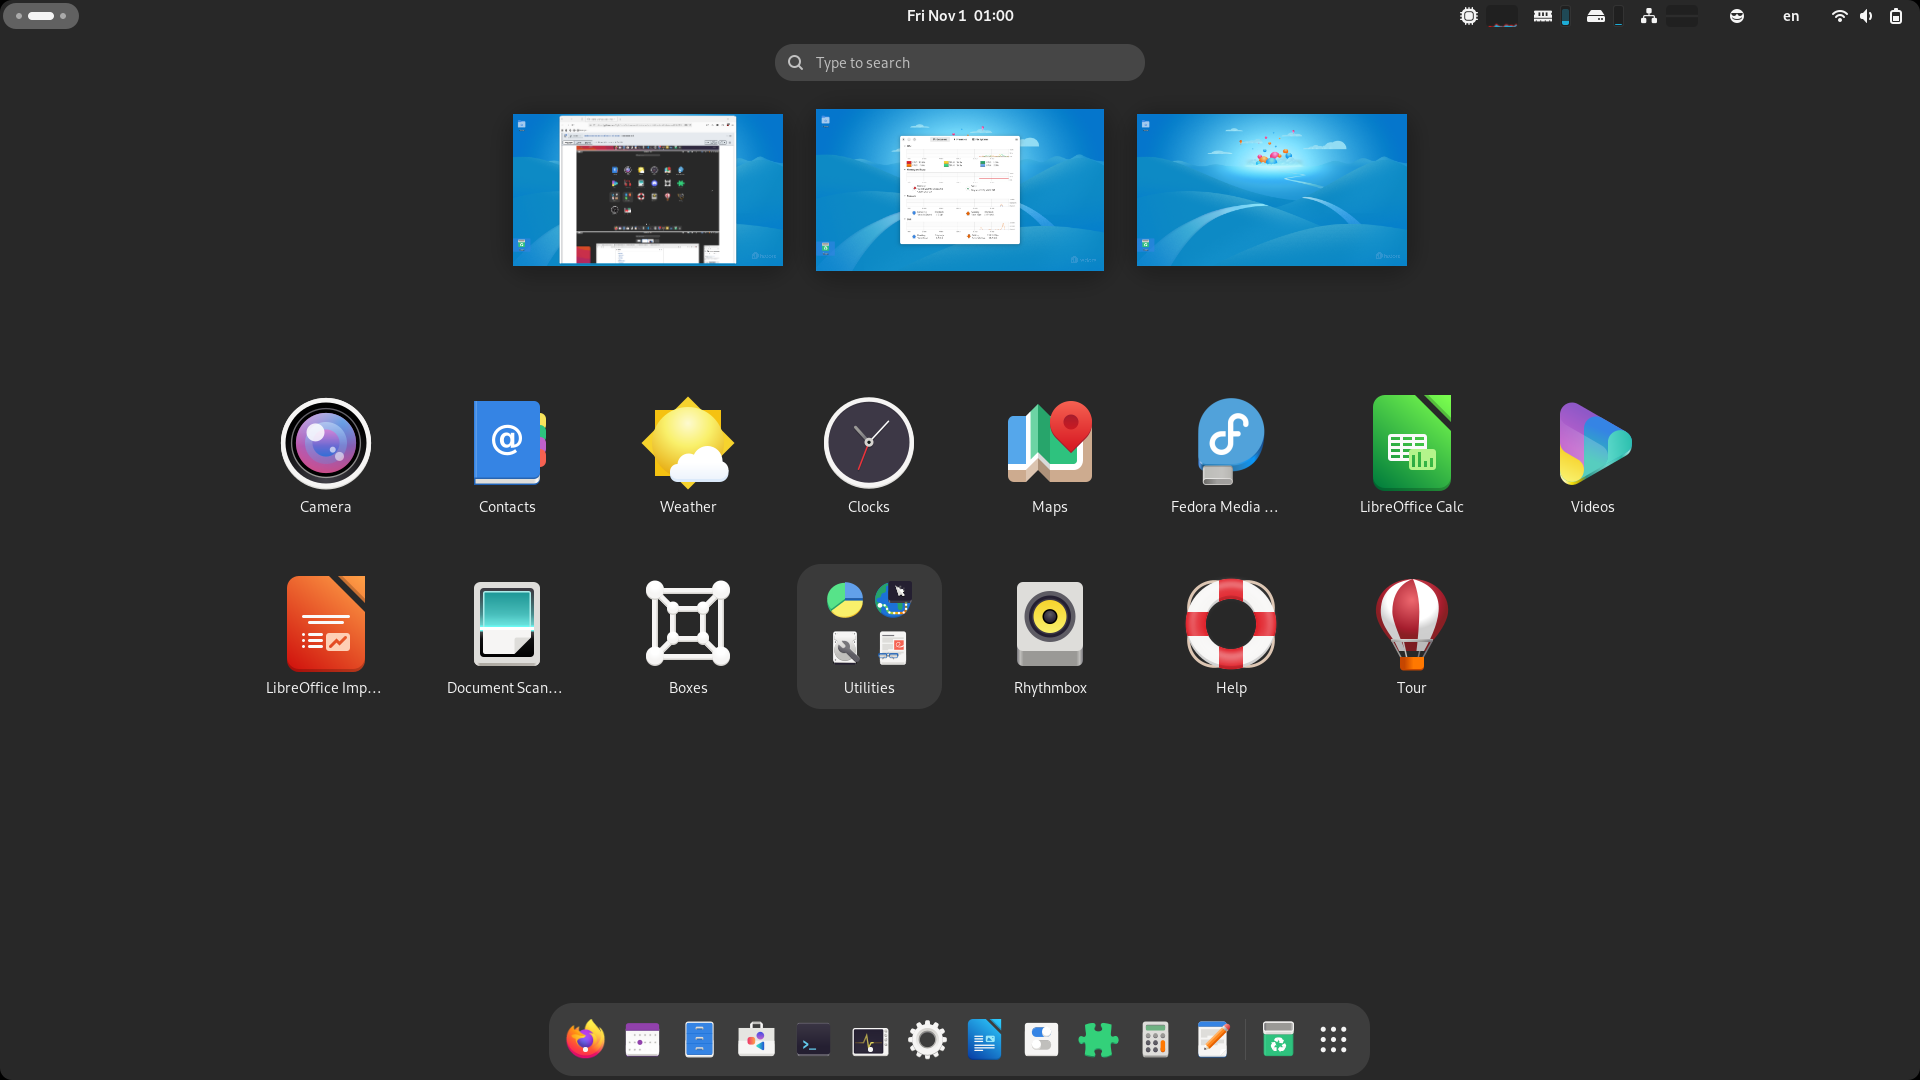 Fri Nov 1 01:00
en
Type to search
Camera
Contacts
Weather
Clocks
Maps
Fedora Media …
LibreOffice Calc
Videos
LibreOffice Imp…
Document Scan…
Boxes
Utilities
Rhythmbox
Help
Tour